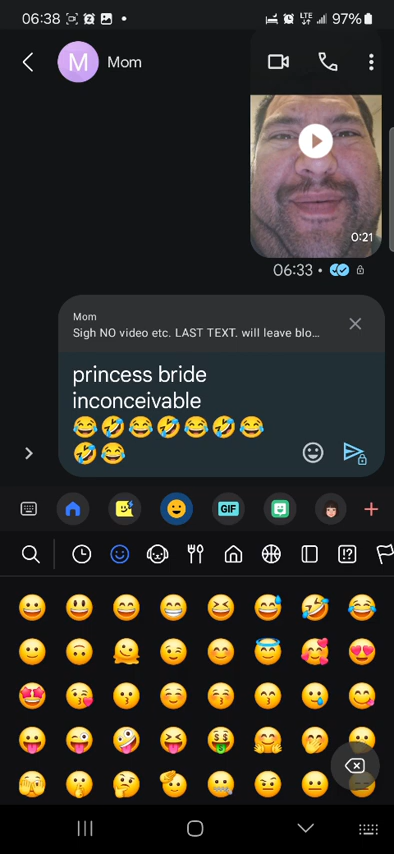 06:38
LTE
97%
M
Mom
0:21
06:33 •
Mom
Sigh NO video etc. LAST TEXT. will leave blo...
princess bride
inconceivable
😂🤣😂🤣😂🤣😂
🤣😂
GIF
!?